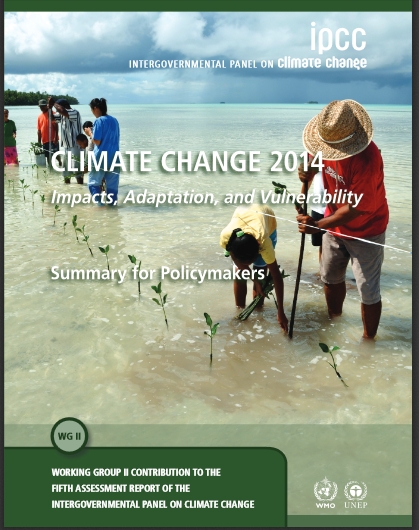 ipcc
INTERGOVERNMENTAL PANEL ON climate change
CLIMATE CHANGE 2014
Impacts, Adaptation, and Vulnerability
Summary for Policymakers
WG II
WORKING GROUP II CONTRIBUTION TO THE
FIFTH ASSESSMENT REPORT OF THE
INTERGOVERNMENTAL PANEL ON CLIMATE CHANGE
WMO UNEP